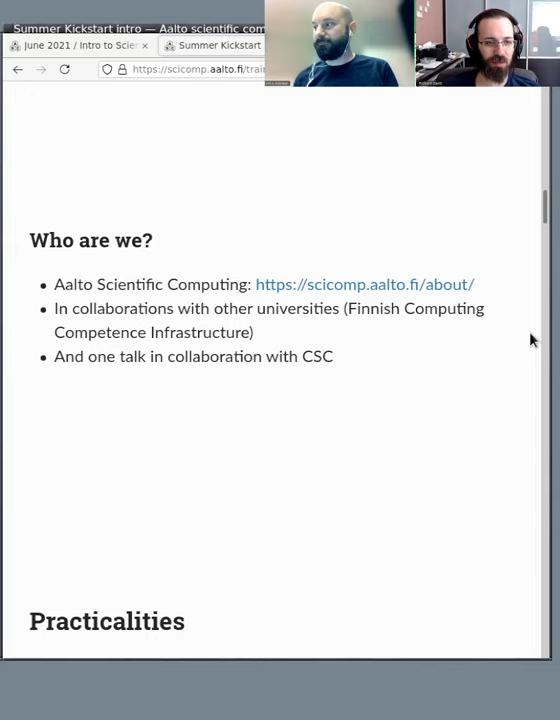 Summer Kickstart intro — Aalto scientific com
June 2021 / Intro to Scier ×
Summer Kickstart
https://scicomp.aalto.fi/trai
Who are we?
• Aalto Scientific Computing: https://scicomp.aalto.fi/about/
• In collaborations with other universities (Finnish Computing
Competence Infrastructure)
• And one talk in collaboration with CSC
Practicalities